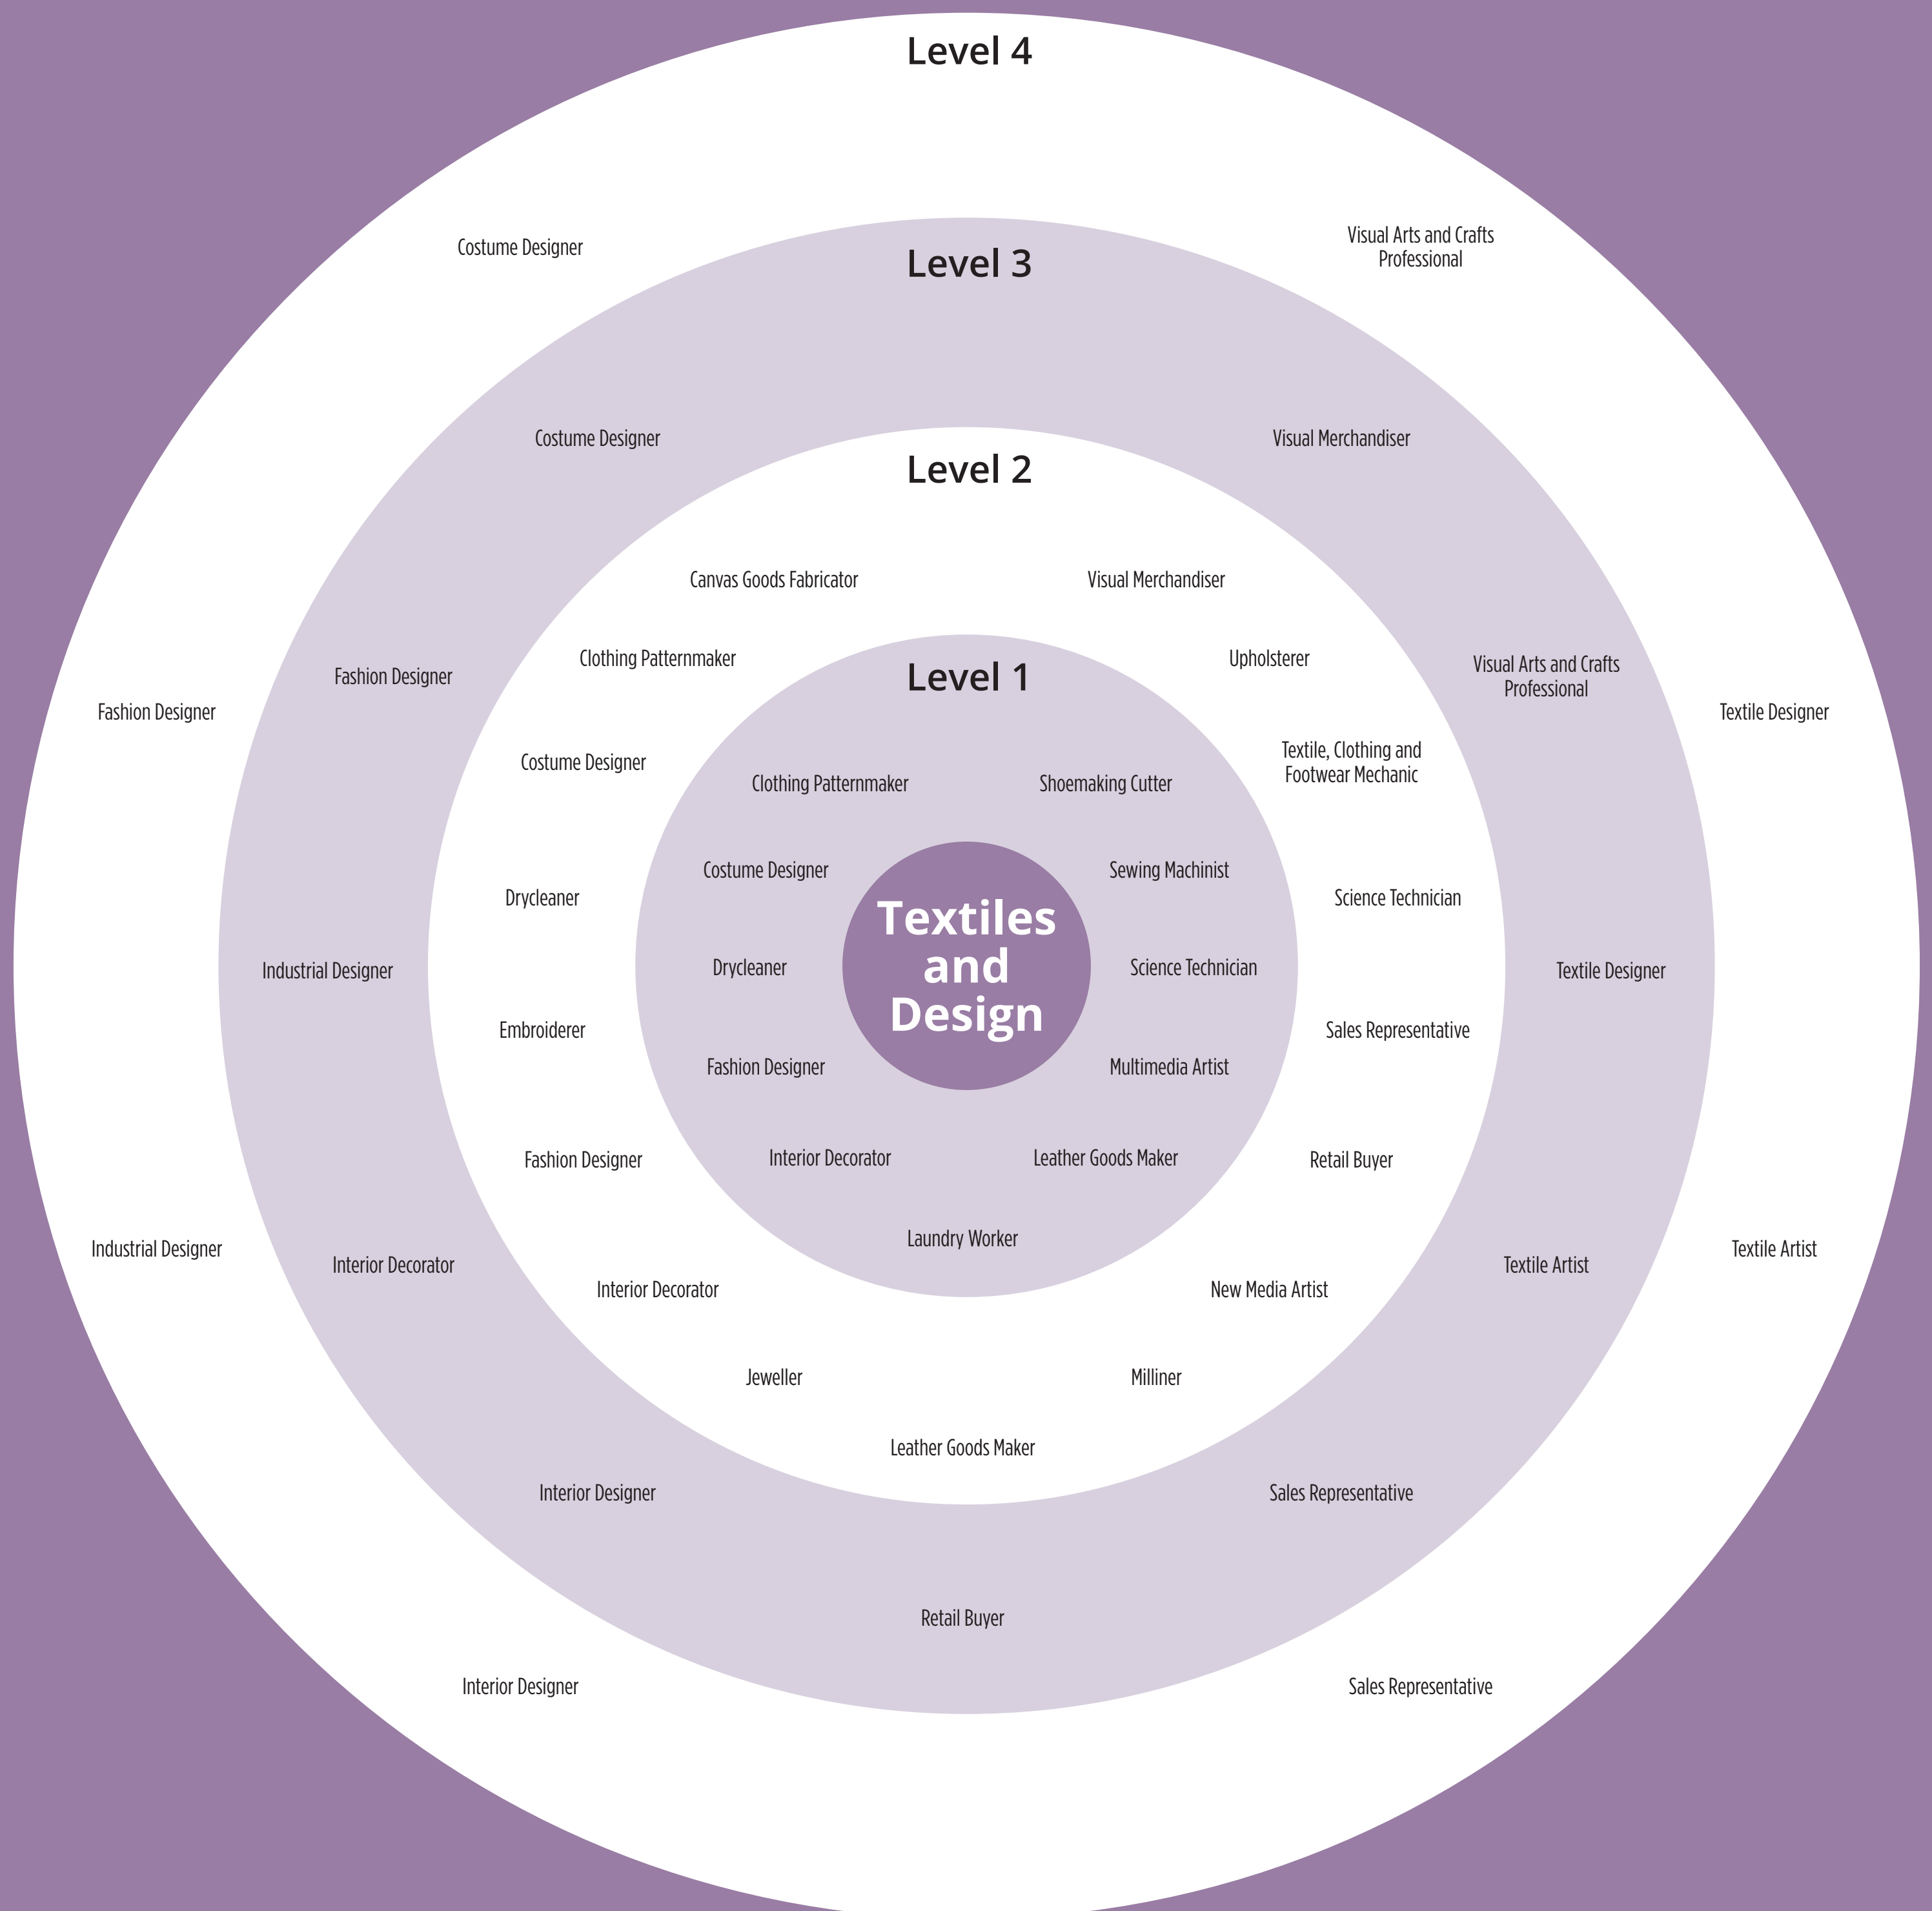 Level 4
Costume Designer
Visual Arts and Crafts
Professional
Fashion Designer
Textile Designer
Industrial Designer
Textile Artist
Interior Designer
Sales Representative
Level 3
Costume Designer
Visual Merchandiser
Fashion Designer
Visual Arts and Crafts
Professional
Industrial Designer
Textile Designer
Interior Decorator
Textile Artist
Interior Designer
Sales Representative
Retail Buyer
Level 2
Canvas Goods Fabricator
Visual Merchandiser
Clothing Patternmaker
Upholsterer
Costume Designer
Textile, Clothing and
Footwear Mechanic
Drycleaner
Science Technician
Embroiderer
Sales Representative
Fashion Designer
Retail Buyer
Interior Decorator
New Media Artist
Jeweller
Milliner
Leather Goods Maker
Level 1
Clothing Patternmaker
Shoemaking Cutter
Costume Designer
Sewing Machinist
Drycleaner
Science Technician
Fashion Designer
Multimedia Artist
Interior Decorator
Leather Goods Maker
Laundry Worker
Textiles
and
Design